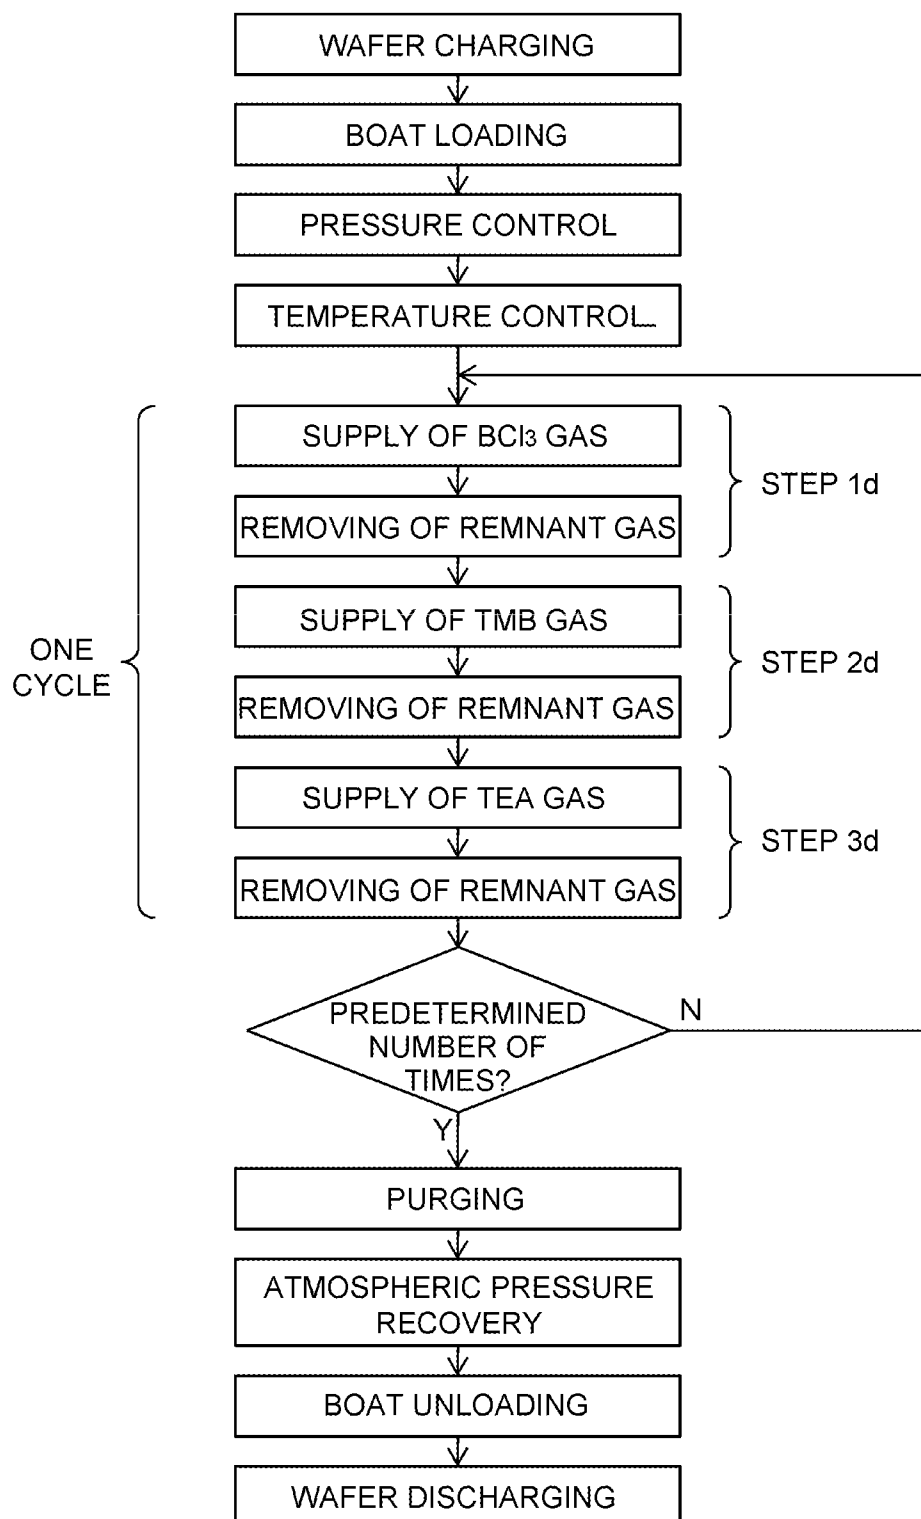 WAFER CHARGING
BOAT LOADING
PRESSURE CONTROL
TEMPERATURE CONTROL
SUPPLY OF BCl₃ GAS
STEP 1d
REMOVING OF REMNANT GAS
SUPPLY OF TMB GAS
ONE
CYCLE
STEP 2d
REMOVING OF REMNANT GAS
SUPPLY OF TEA GAS
STEP 3d
REMOVING OF REMNANT GAS
PREDETERMINED
NUMBER OF
TIMES?
N
Y
PURGING
ATMOSPHERIC PRESSURE
RECOVERY
BOAT UNLOADING
WAFER DISCHARGING